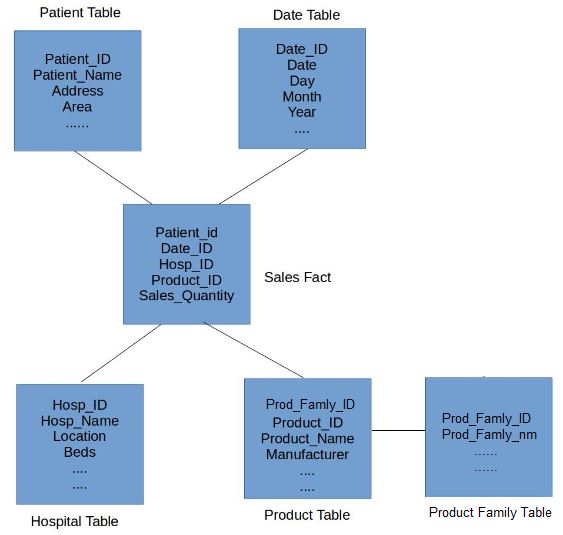 Patient Table
Date Table
Patient_ID
Patient_Name
Address
Area
......
Date_ID
Date
Day
Month
Year
....
Patient_id
Date_ID
Hosp_ID
Product_ID
Sales_Quantity
Sales Fact
Hosp_ID
Hosp_Name
Location
Beds
....
....
Hospital Table
Prod_Famly_ID
Product_ID
Product_Name
Manufacturer
....
....
Product Table
Prod_Famly_ID
Prod_Famly_nm
......
......
Product Family Table